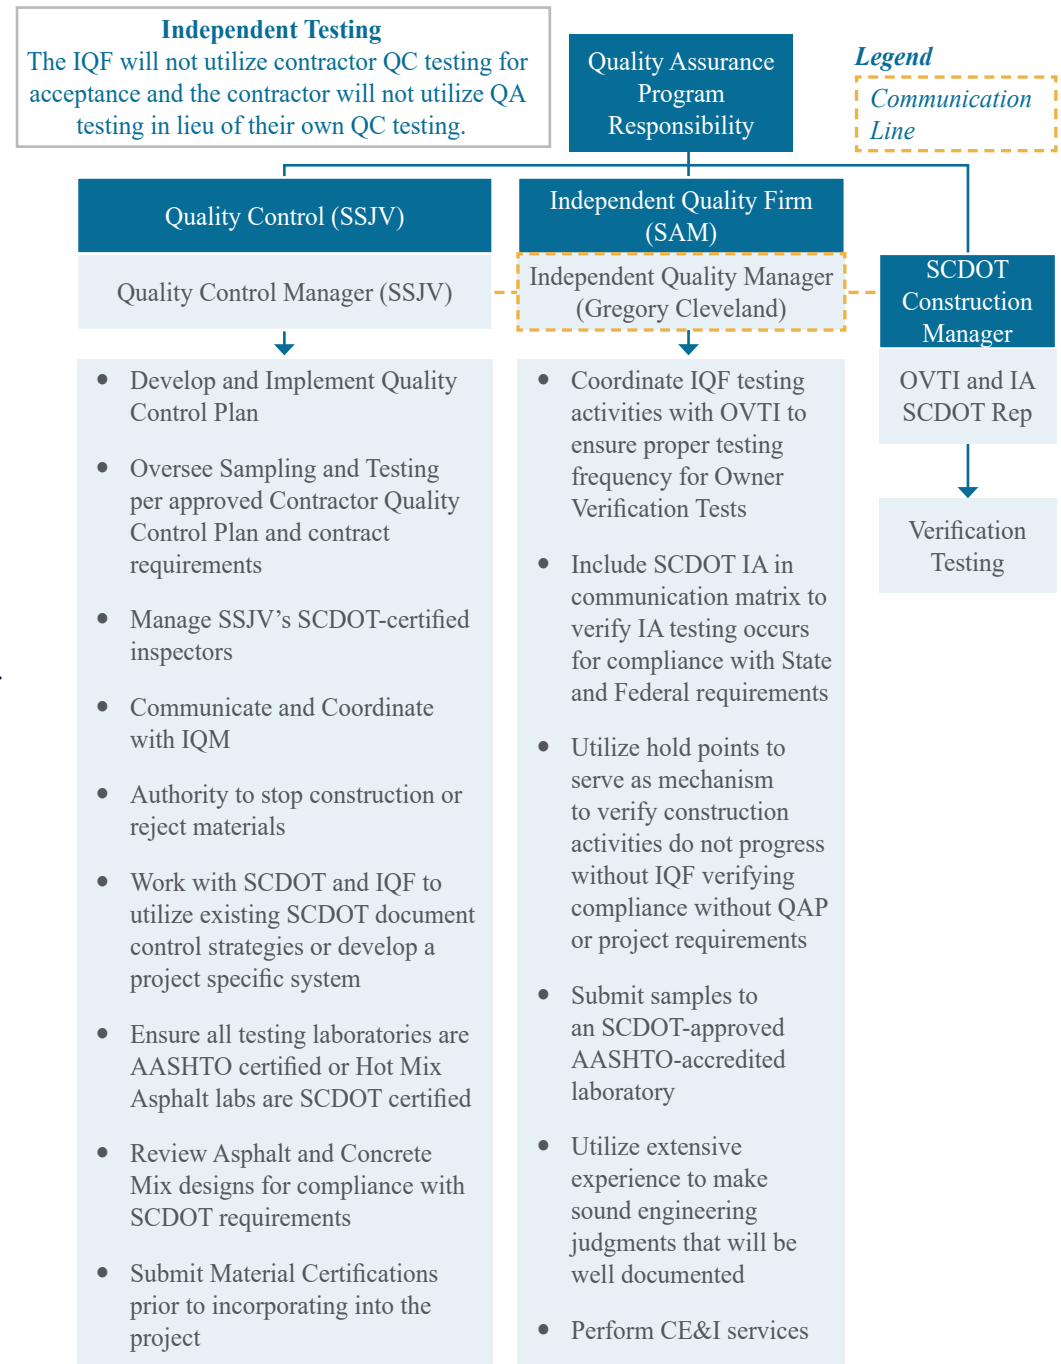 Independent Testing
The IQF will not utilize contractor QC testing for
acceptance and the contractor will not utilize QA
testing in lieu of their own QC testing.
Quality Assurance
Program
Responsibility
Legend
Communication
Line
Quality Control (SSJV)
Quality Control Manager (SSJV)
Independent Quality Firm
(SAM)
Independent Quality Manager
(Gregory Cleveland)
SCDOT
Construction
Manager
OVTI and IA
SCDOT Rep
Verification
Testing
• Develop and Implement Quality
Control Plan
• Oversee Sampling and Testing
per approved Contractor Quality
Control Plan and contract
requirements
• Manage SSJV’s SCDOT-certified
inspectors
• Communicate and Coordinate
with IQM
• Authority to stop construction or
reject materials
• Work with SCDOT and IQF to
utilize existing SCDOT document
control strategies or develop a
project specific system
• Ensure all testing laboratories are
AASHTO certified or Hot Mix
Asphalt labs are SCDOT certified
• Review Asphalt and Concrete
Mix designs for compliance with
SCDOT requirements
• Submit Material Certifications
prior to incorporating into the
project
• Coordinate IQF testing
activities with OVTI to
ensure proper testing
frequency for Owner
Verification Tests
• Include SCDOT IA in
communication matrix to
verify IA testing occurs
for compliance with State
and Federal requirements
• Utilize hold points to
serve as mechanism
to verify construction
activities do not progress
without IQF verifying
compliance without QAP
or project requirements
• Submit samples to
an SCDOT-approved
AASHTO-accredited
laboratory
• Utilize extensive
experience to make
sound engineering
judgments that will be
well documented
• Perform CE&I services